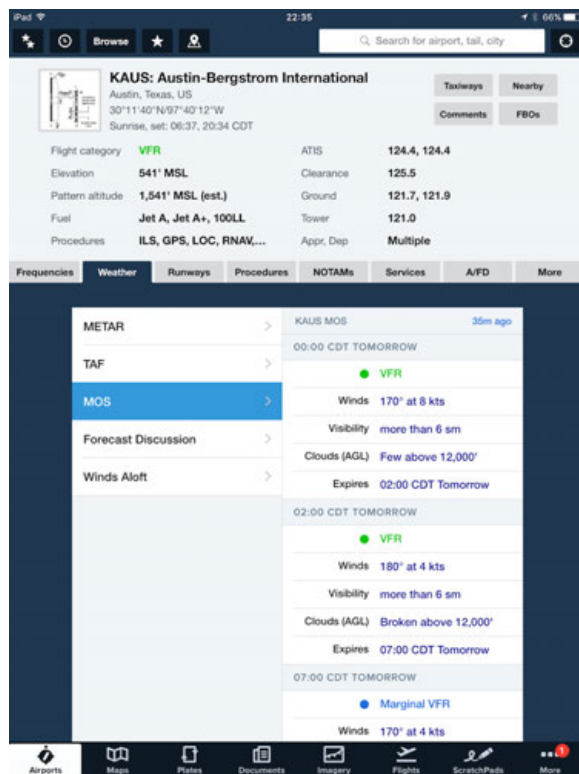 iPad 22:35 66%
Browse Search for airport, tail, city
KAUS: Austin-Bergstrom International
Austin, Texas, US
30°11'40"N/97°40'12"W
Sunrise, set: 06:37, 20:34 CDT
Taxiways Nearby
Comments FBOs
Flight category VFR ATIS 124.4, 124.4
Elevation 541' MSL Clearance 125.5
Pattern altitude 1,541' MSL (est.) Ground 121.7, 121.9
Fuel Jet A, Jet A+, 100LL Tower 121.0
Procedures ILS, GPS, LOC, RNAV,... Appr, Dep Multiple
Frequencies Weather Runways Procedures NOTAMs Services A/FD More
METAR
TAF
MOS
Forecast Discussion
Winds Aloft
KAUS MOS 35m ago
00:00 CDT TOMORROW
VFR
Winds 170° at 8 kts
Visibility more than 6 sm
Clouds (AGL) Few above 12,000'
Expires 02:00 CDT Tomorrow
02:00 CDT TOMORROW
VFR
Winds 180° at 4 kts
Visibility more than 6 sm
Clouds (AGL) Broken above 12,000'
Expires 07:00 CDT Tomorrow
07:00 CDT TOMORROW
Marginal VFR
Winds 170° at 4 kts
Airports Maps Plates Documents Imagery Flights ScratchPads More